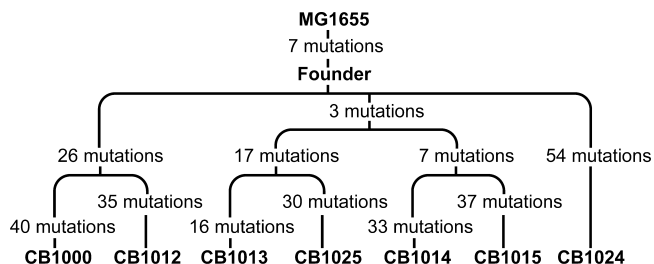 MG1655
7 mutations
Founder
3 mutations
26 mutations 17 mutations 7 mutations 54 mutations
35 mutations 30 mutations 37 mutations
40 mutations 16 mutations 33 mutations
CB1000 CB1012 CB1013 CB1025 CB1014 CB1015 CB1024